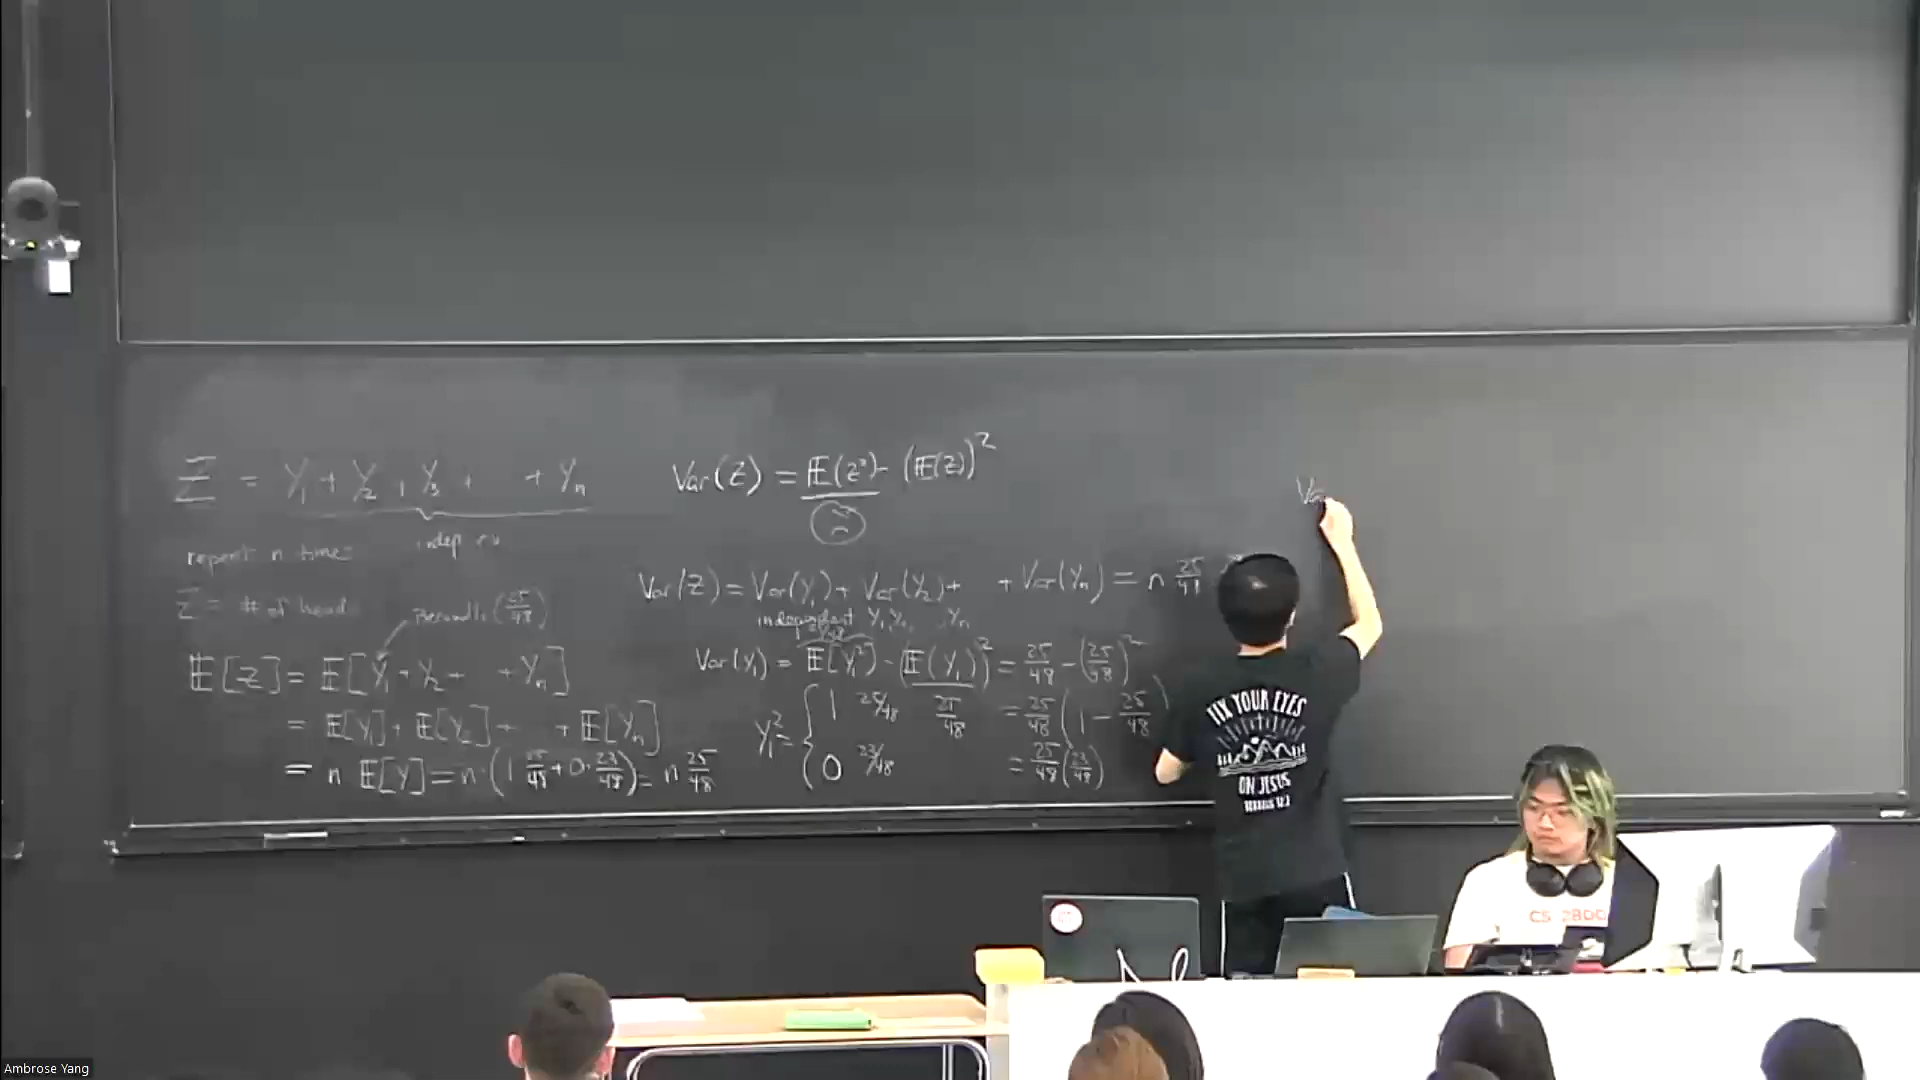 Z = Y₁ + Y₂ + Y₃ + + Yₙ
indep rv
repeat n times
Z = # of heads
Bernoulli (25/48)
E[Z] = E[Y₁ + Y₂ + + Yₙ]
= E[Y₁] + E[Y₂] + + E[Yₙ]
= n E[Y] = n·(1 25/48 + 0· 23/48) = n 25/48
Var(Z) = E(Z²) - (E(Z))²
Var(Z) = Var(Y₁) + Var(Y₂) + + Var(Yₙ) = n 25/48
independent Y₁, Y₂, Yₙ
Var(Y₁) = E[Y₁²] - (E(Y₁))² = 25/48 - (25/48)²
25/48
= 25/48 (1 - 25/48)
= 25/48 (23/48)
Y₁² = { 1 25/48
0 23/48
Va
FIX YOUR EYES
ON JESUS
Ambrose Yang